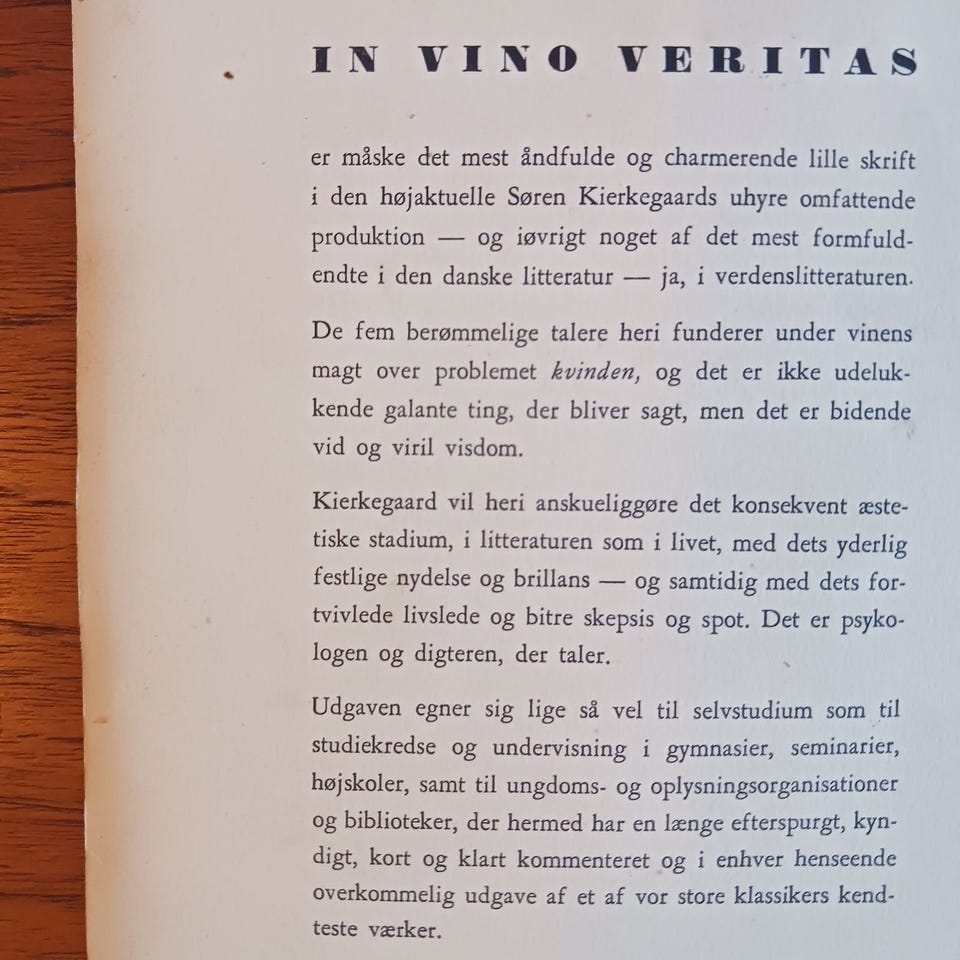 IN VINO VERITAS
er måske det mest åndfulde og charmerende lille skrift
i den højaktuelle Søren Kierkegaards uhyre omfattende
produktion — og iøvrigt noget af det mest formfuld-
endte i den danske litteratur — ja, i verdenslitteraturen.
De fem berømmelige talere heri funderer under vinens
magt over problemet kvinden, og det er ikke udeluk-
kende galante ting, der bliver sagt, men det er bidende
vid og viril visdom.
Kierkegaard vil heri anskueliggøre det konsekvent æste-
tiske stadium, i litteraturen som i livet, med dets yderlig
festlige nydelse og brillans — og samtidig med dets for-
tvivlede livslede og bitre skepsis og spot. Det er psyko-
logen og digteren, der taler.
Udgaven egner sig lige så vel til selvstudium som til
studiekredse og undervisning i gymnasier, seminarier,
højskoler, samt til ungdoms- og oplysningsorganisationer
og biblioteker, der hermed har en længe efterspurgt, kyn-
digt, kort og klart kommenteret og i enhver henseende
overkommelig udgave af et af vor store klassikers kend-
teste værker.